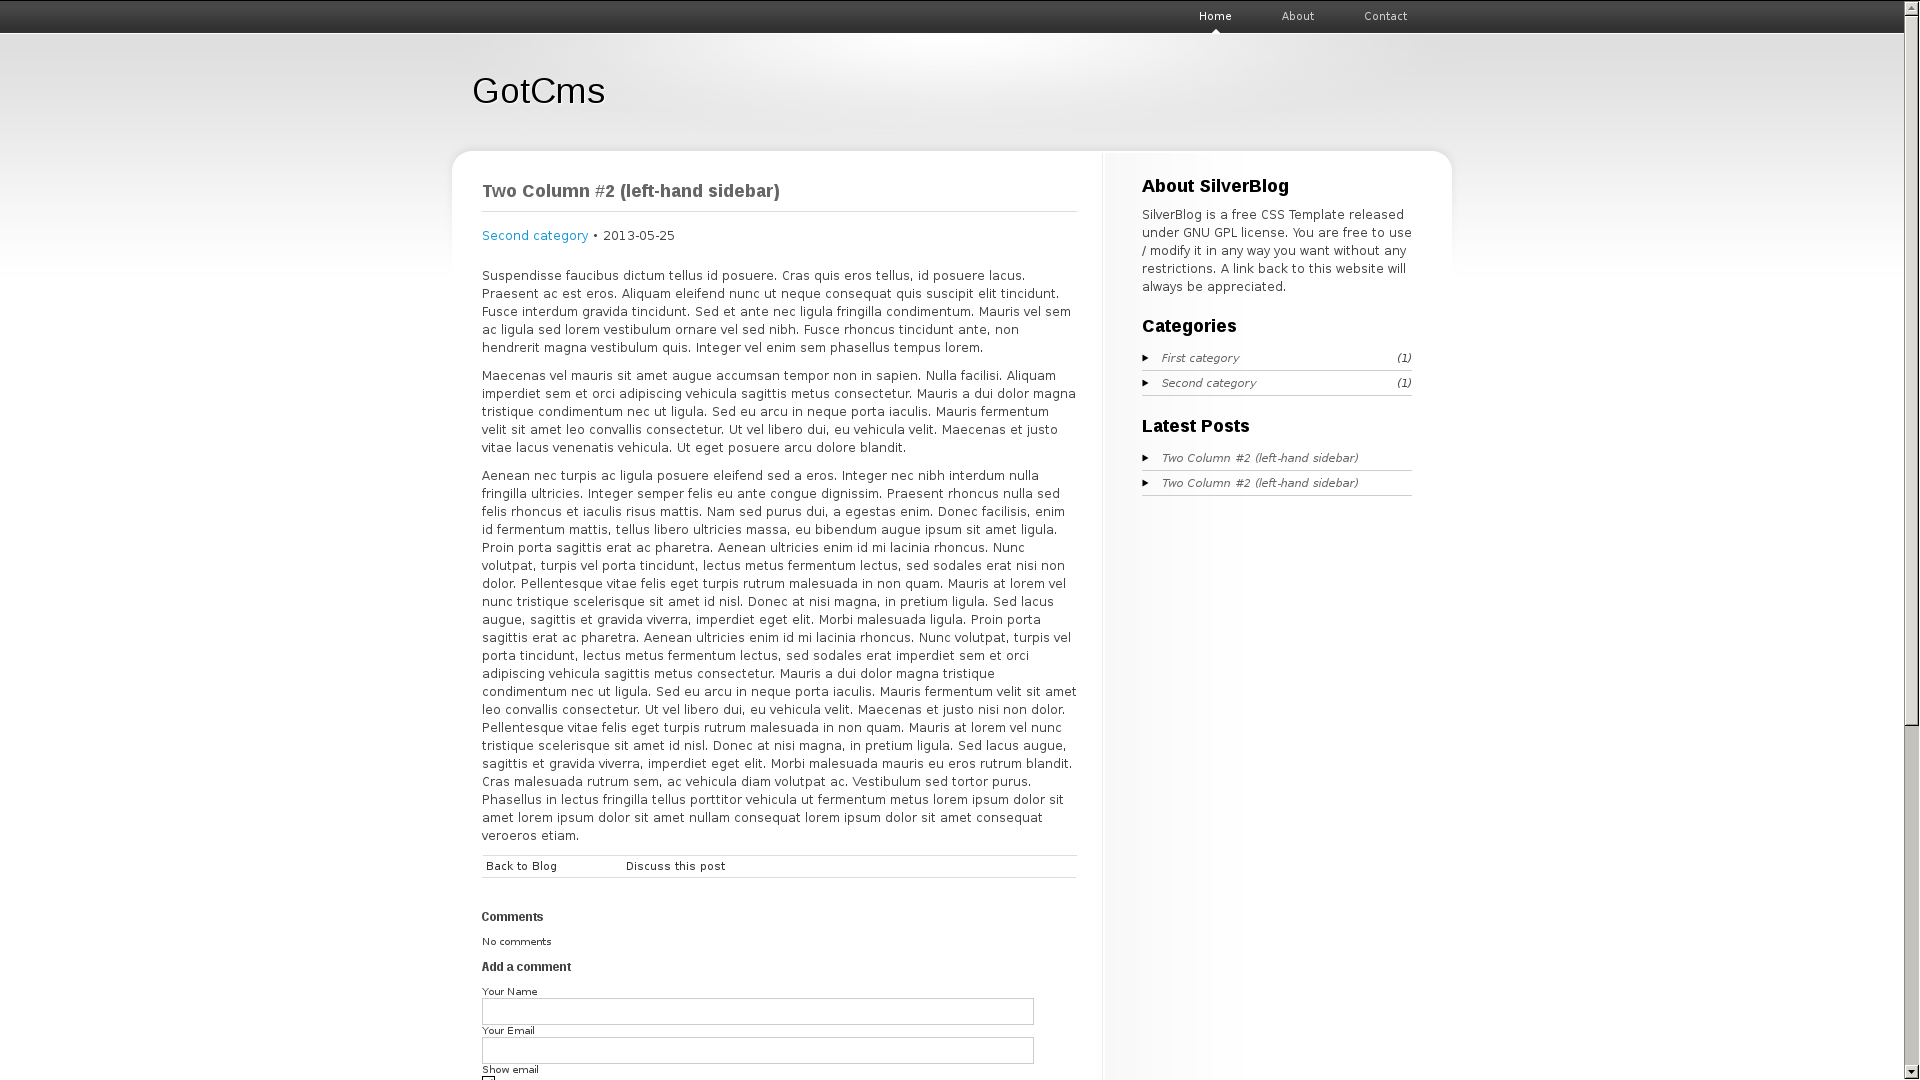 Home About Contact
GotCms
Two Column #2 (left-hand sidebar)
Second category • 2013-05-25
Suspendisse faucibus dictum tellus id posuere. Cras quis eros tellus, id posuere lacus.
Praesent ac est eros. Aliquam eleifend nunc ut neque consequat quis suscipit elit tincidunt.
Fusce interdum gravida tincidunt. Sed et ante nec ligula fringilla condimentum. Mauris vel sem
ac ligula sed lorem vestibulum ornare vel sed nibh. Fusce rhoncus tincidunt ante, non
hendrerit magna vestibulum quis. Integer vel enim sem phasellus tempus lorem.
Maecenas vel mauris sit amet augue accumsan tempor non in sapien. Nulla facilisi. Aliquam
imperdiet sem et orci adipiscing vehicula sagittis metus consectetur. Mauris a dui dolor magna
tristique condimentum nec ut ligula. Sed eu arcu in neque porta iaculis. Mauris fermentum
velit sit amet leo convallis consectetur. Ut vel libero dui, eu vehicula velit. Maecenas et justo
vitae lacus venenatis vehicula. Ut eget posuere arcu dolore blandit.
Aenean nec turpis ac ligula posuere eleifend sed a eros. Integer nec nibh interdum nulla
fringilla ultricies. Integer semper felis eu ante congue dignissim. Praesent rhoncus nulla sed
felis rhoncus et iaculis risus mattis. Nam sed purus dui, a egestas enim. Donec facilisis, enim
id fermentum mattis, tellus libero ultricies massa, eu bibendum augue ipsum sit amet ligula.
Proin porta sagittis erat ac pharetra. Aenean ultricies enim id mi lacinia rhoncus. Nunc
volutpat, turpis vel porta tincidunt, lectus metus fermentum lectus, sed sodales erat nisi non
dolor. Pellentesque vitae felis eget turpis rutrum malesuada in non quam. Mauris at lorem vel
nunc tristique scelerisque sit amet id nisl. Donec at nisi magna, in pretium ligula. Sed lacus
augue, sagittis et gravida viverra, imperdiet eget elit. Morbi malesuada ligula. Proin porta
sagittis erat ac pharetra. Aenean ultricies enim id mi lacinia rhoncus. Nunc volutpat, turpis vel
porta tincidunt, lectus metus fermentum lectus, sed sodales erat imperdiet sem et orci
adipiscing vehicula sagittis metus consectetur. Mauris a dui dolor magna tristique
condimentum nec ut ligula. Sed eu arcu in neque porta iaculis. Mauris fermentum velit sit amet
leo convallis consectetur. Ut vel libero dui, eu vehicula velit. Maecenas et justo nisi non dolor.
Pellentesque vitae felis eget turpis rutrum malesuada in non quam. Mauris at lorem vel nunc
tristique scelerisque sit amet id nisl. Donec at nisi magna, in pretium ligula. Sed lacus augue,
sagittis et gravida viverra, imperdiet eget elit. Morbi malesuada mauris eu eros rutrum blandit.
Cras malesuada rutrum sem, ac vehicula diam volutpat ac. Vestibulum sed tortor purus.
Phasellus in lectus fringilla tellus porttitor vehicula ut fermentum metus lorem ipsum dolor sit
amet lorem ipsum dolor sit amet nullam consequat lorem ipsum dolor sit amet consequat
veroeros etiam.
Back to Blog Discuss this post
Comments
No comments
Add a comment
Your Name
Your Email
Show email
About SilverBlog
SilverBlog is a free CSS Template released
under GNU GPL license. You are free to use
/ modify it in any way you want without any
restrictions. A link back to this website will
always be appreciated.
Categories
First category (1)
Second category (1)
Latest Posts
Two Column #2 (left-hand sidebar)
Two Column #2 (left-hand sidebar)